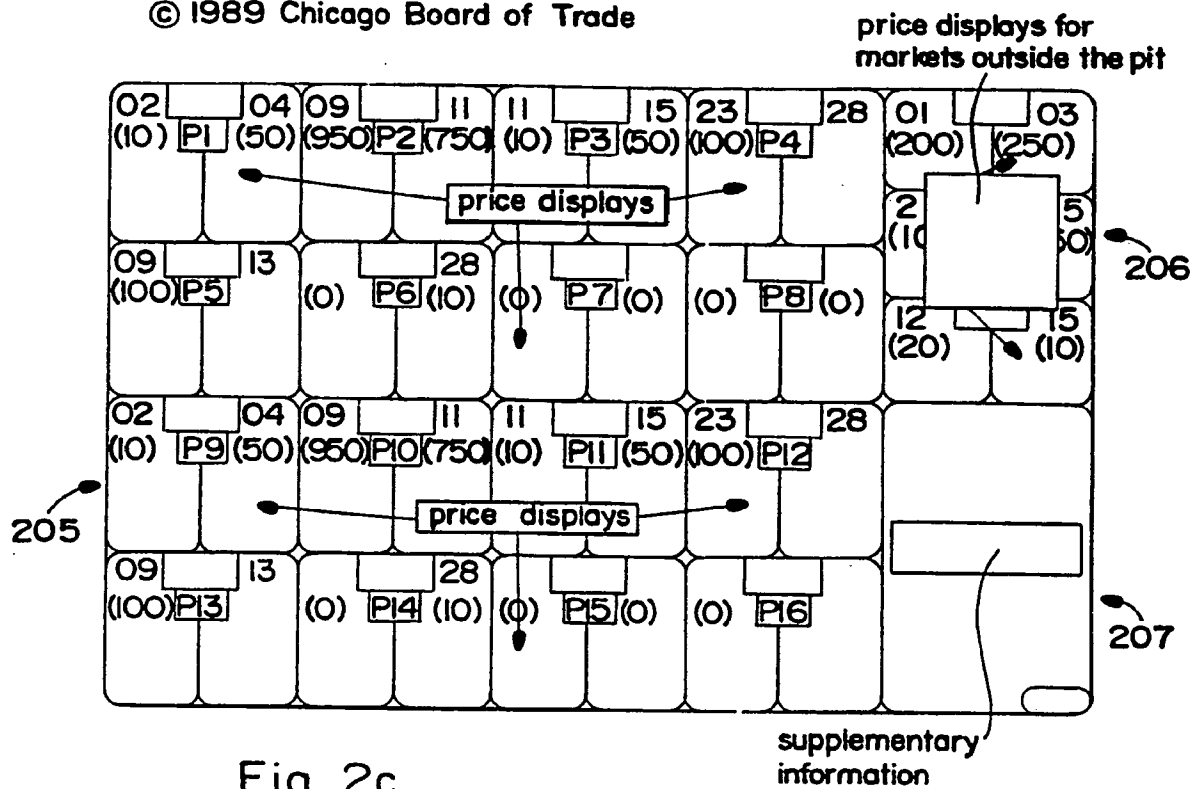 © 1989 Chicago Board of Trade
price displays for
markets outside the pit
02 04 09 11 11 15 23 28 01 03
(10) P1 (50) (950) P2 (750) (10) P3 (50) (100) P4 (200) (250)
price displays
2 5
206
09 13 28
(100) P5 (0) P6 (10) (0) P7 (0) (0) P8 (0)
12 15
(20) (10)
02 04 09 11 11 15 23 28
(10) P9 (50) (950) P10 (750) (10) P11 (50) (100) P12
205
price displays
09 13 28
(100) P13 (0) P14 (10) (0) P15 (0) (0) P16
207
supplementary
information
Fig. 2c